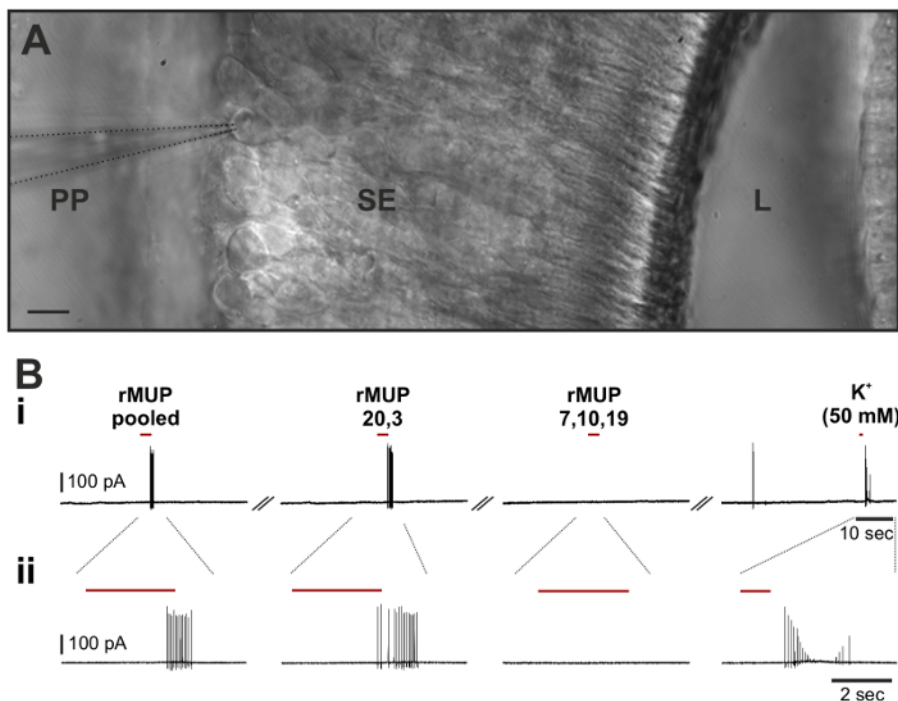 A
PP
SE
L
B
i
rMUP
pooled
rMUP
20,3
rMUP
7,10,19
K⁺
(50 mM)
100 pA
10 sec
ii
100 pA
2 sec